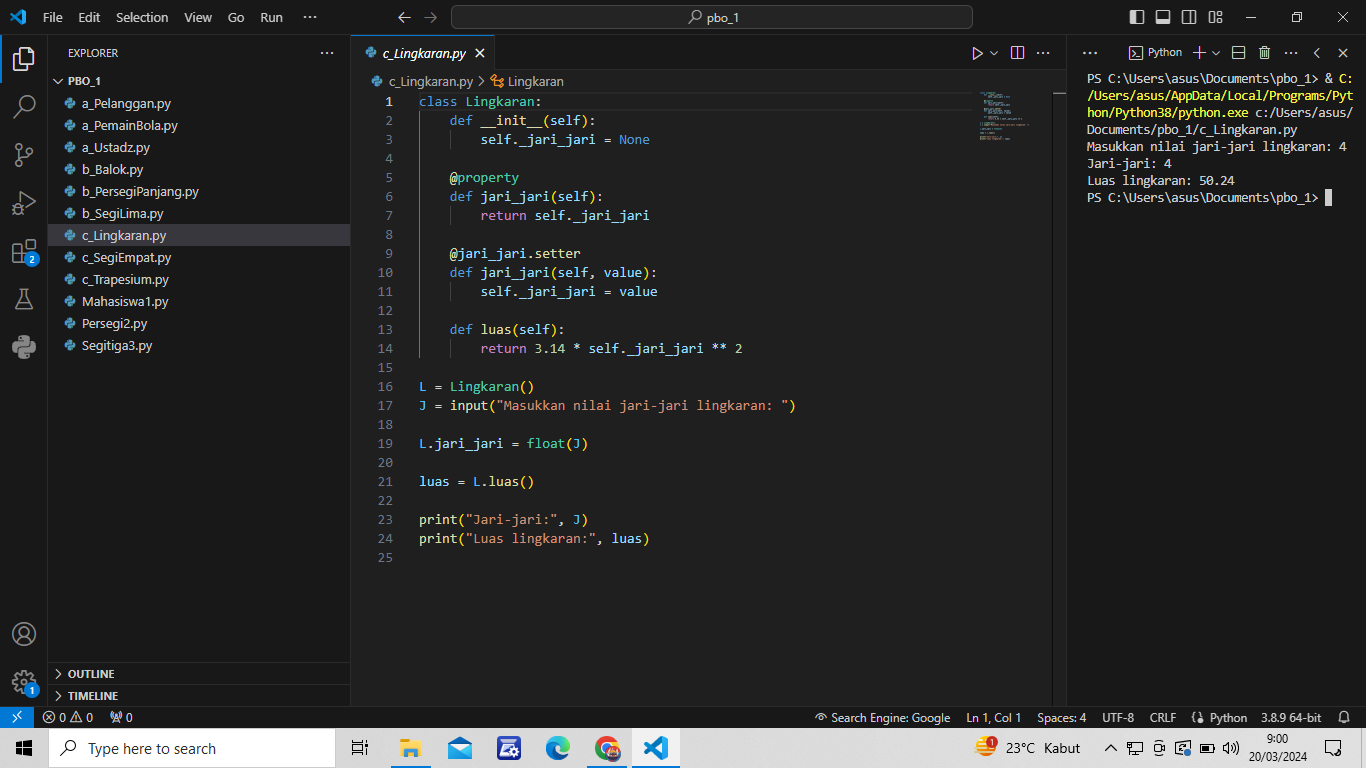 File Edit Selection View Go Run ···
pbo_1
EXPLORER
PBO_1
a_Pelanggan.py
a_PemainBola.py
a_Ustadz.py
b_Balok.py
b_PersegiPanjang.py
b_SegiLima.py
c_Lingkaran.py
c_SegiEmpat.py
c_Trapesium.py
Mahasiswa1.py
Persegi2.py
Segitiga3.py
OUTLINE
TIMELINE
2
1
c_Lingkaran.py
c_Lingkaran.py > Lingkaran
1 class Lingkaran:
2     def __init__(self):
3         self._jari_jari = None
4
5     @property
6     def jari_jari(self):
7         return self._jari_jari
8
9     @jari_jari.setter
10     def jari_jari(self, value):
11         self._jari_jari = value
12
13     def luas(self):
14         return 3.14 * self._jari_jari ** 2
15
16 L = Lingkaran()
17 J = input("Masukkan nilai jari-jari lingkaran: ")
18
19 L.jari_jari = float(J)
20
21 luas = L.luas()
22
23 print("Jari-jari:", J)
24 print("Luas lingkaran:", luas)
25
Python
PS C:\Users\asus\Documents\pbo_1> & C:
/Users/asus/AppData/Local/Programs/Pyt
hon/Python38/python.exe c:/Users/asus/
Documents/pbo_1/c_Lingkaran.py
Masukkan nilai jari-jari lingkaran: 4
Jari-jari: 4
Luas lingkaran: 50.24
PS C:\Users\asus\Documents\pbo_1>
0 0 0 Search Engine: Google Ln 1, Col 1 Spaces: 4 UTF-8 CRLF Python 3.8.9 64-bit
Type here to search
23°C Kabut
9:00
20/03/2024